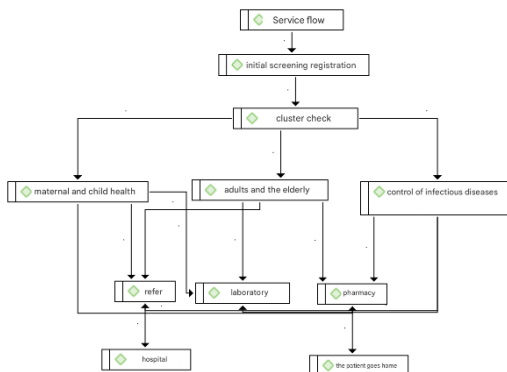 Service flow
initial screening registration
cluster check
maternal and child health
adults and the elderly
control of infectious diseases
refer
laboratory
pharmacy
hospital
the patient goes home